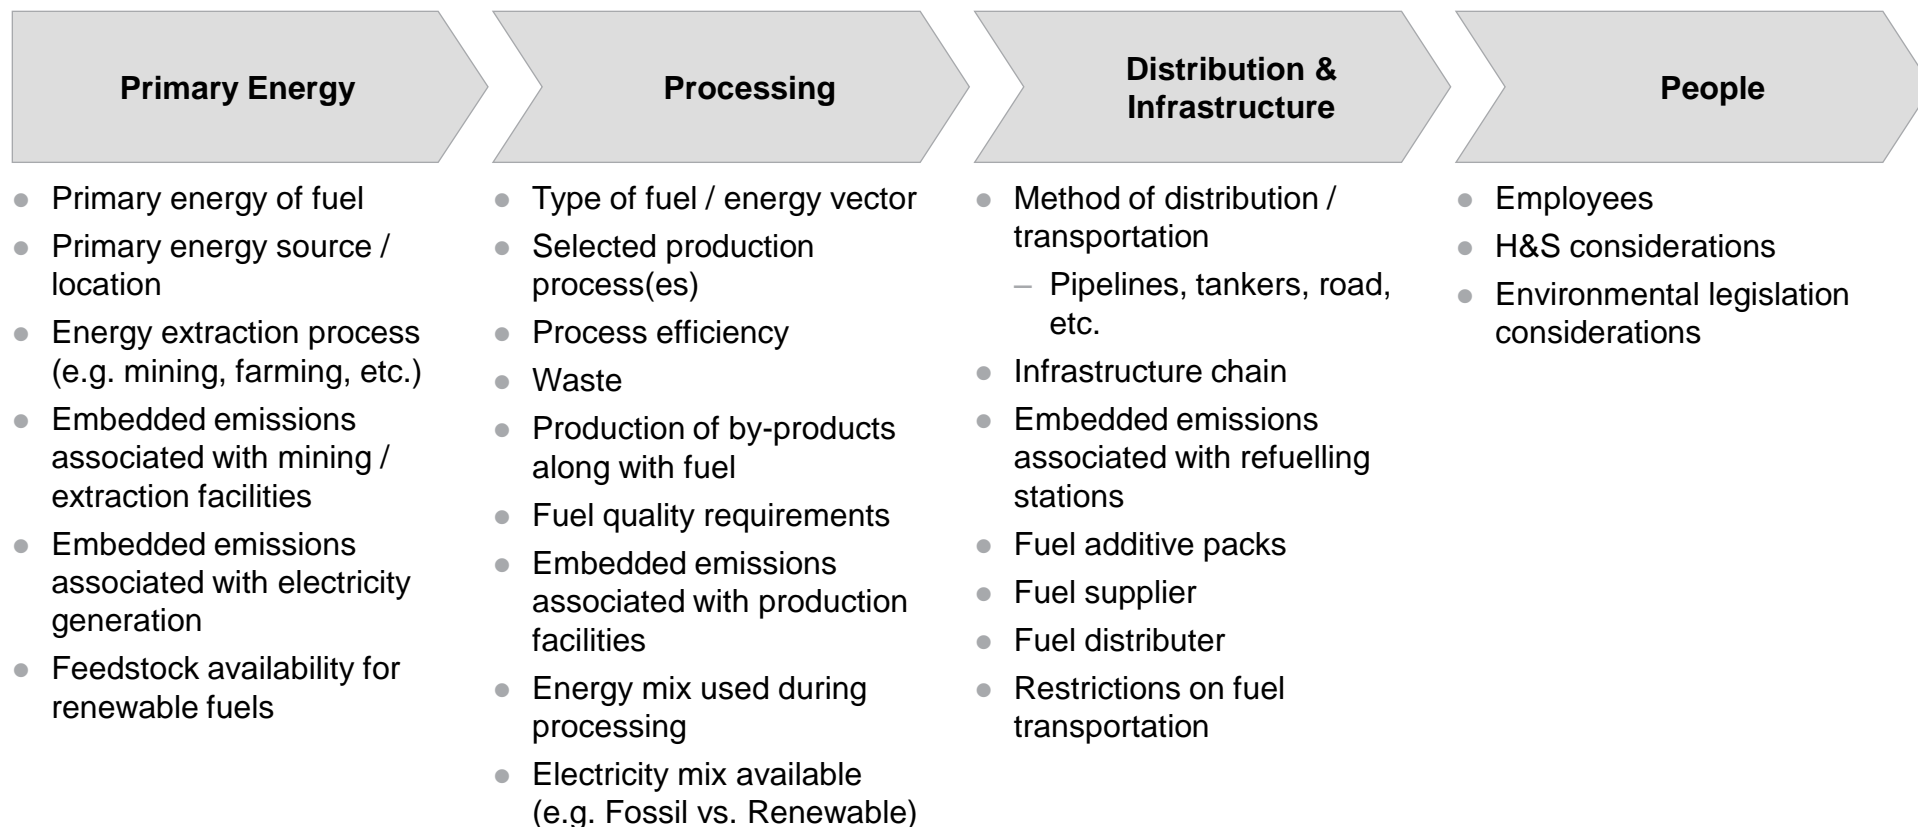 Primary Energy
Processing
Distribution &
Infrastructure
People
● Primary energy of fuel
● Primary energy source /
location
● Energy extraction process
(e.g. mining, farming, etc.)
● Embedded emissions
associated with mining /
extraction facilities
● Embedded emissions
associated with electricity
generation
● Feedstock availability for
renewable fuels
● Type of fuel / energy vector
● Selected production
process(es)
● Process efficiency
● Waste
● Production of by-products
along with fuel
● Fuel quality requirements
● Embedded emissions
associated with production
facilities
● Energy mix used during
processing
● Electricity mix available
(e.g. Fossil vs. Renewable)
● Method of distribution /
transportation
– Pipelines, tankers, road,
etc.
● Infrastructure chain
● Embedded emissions
associated with refuelling
stations
● Fuel additive packs
● Fuel supplier
● Fuel distributer
● Restrictions on fuel
transportation
● Employees
● H&S considerations
● Environmental legislation
considerations